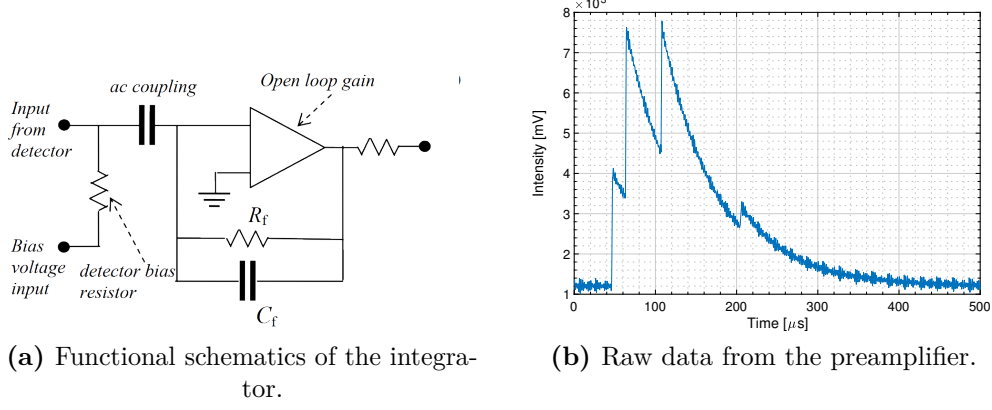 ac coupling
Open loop gain
Input
from
detector
R_f
Bias
voltage
input
detector bias
resistor
C_f
(a) Functional schematics of the integra-
tor.
8
7
6
5
4
3
2
1
Intensity [mV]
0 100 200 300 400 500
Time [μs]
(b) Raw data from the preamplifier.